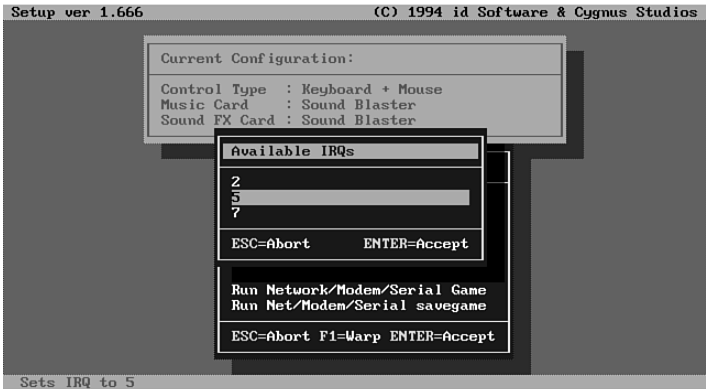 Setup ver 1.666 (C) 1994 id Software & Cygnus Studios
Current Configuration:
Control Type : Keyboard + Mouse
Music Card : Sound Blaster
Sound FX Card : Sound Blaster
Available IRQs
2
5
7
ESC=Abort ENTER=Accept
Run Network/Modem/Serial Game
Run Net/Modem/Serial savegame
ESC=Abort F1=Warp ENTER=Accept
Sets IRQ to 5